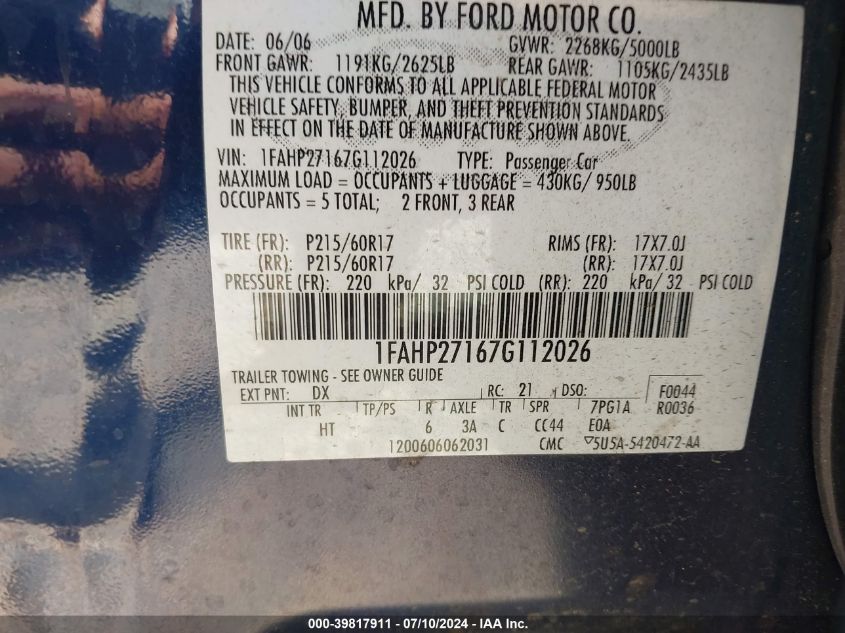 MFD. BY FORD MOTOR CO.
DATE: 06/06 GVWR: 2268KG/5000LB
FRONT GAWR: 1191KG/2625LB REAR GAWR: 1105KG/2435LB
THIS VEHICLE CONFORMS TO ALL APPLICABLE FEDERAL MOTOR
VEHICLE SAFETY, BUMPER, AND THEFT PREVENTION STANDARDS
IN EFFECT ON THE DATE OF MANUFACTURE SHOWN ABOVE.
VIN: 1FAHP27167G112026 TYPE: Passenger Car
MAXIMUM LOAD = OCCUPANTS + LUGGAGE = 430KG/ 950LB
OCCUPANTS = 5 TOTAL; 2 FRONT, 3 REAR
TIRE (FR): P215/60R17 RIMS (FR): 17X7.0J
(RR): P215/60R17 (RR): 17X7.0J
PRESSURE (FR): 220 kPa/ 32 PSI COLD (RR): 220 kPa/ 32 PSI COLD
1FAHP27167G112026
TRAILER TOWING - SEE OWNER GUIDE
EXT PNT: DX RC: 21 DSO: F0044
INT TR TP/PS R AXLE TR SPR 7PG1A R0036
HT 6 3A C CC44 E0A
1200606062031 CMC ▽5U5A-5420472-AA
000-39817911 - 07/10/2024 - IAA Inc.